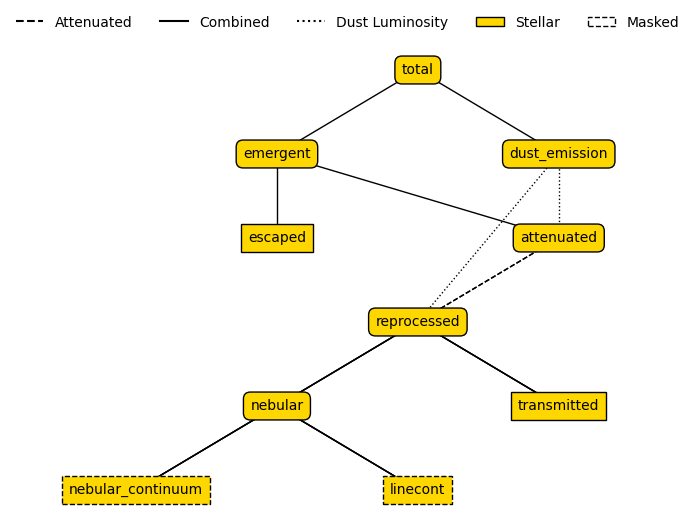 Attenuated Combined Dust Luminosity Stellar Masked
total
emergent dust_emission
escaped attenuated
reprocessed
nebular transmitted
nebular_continuum linecont